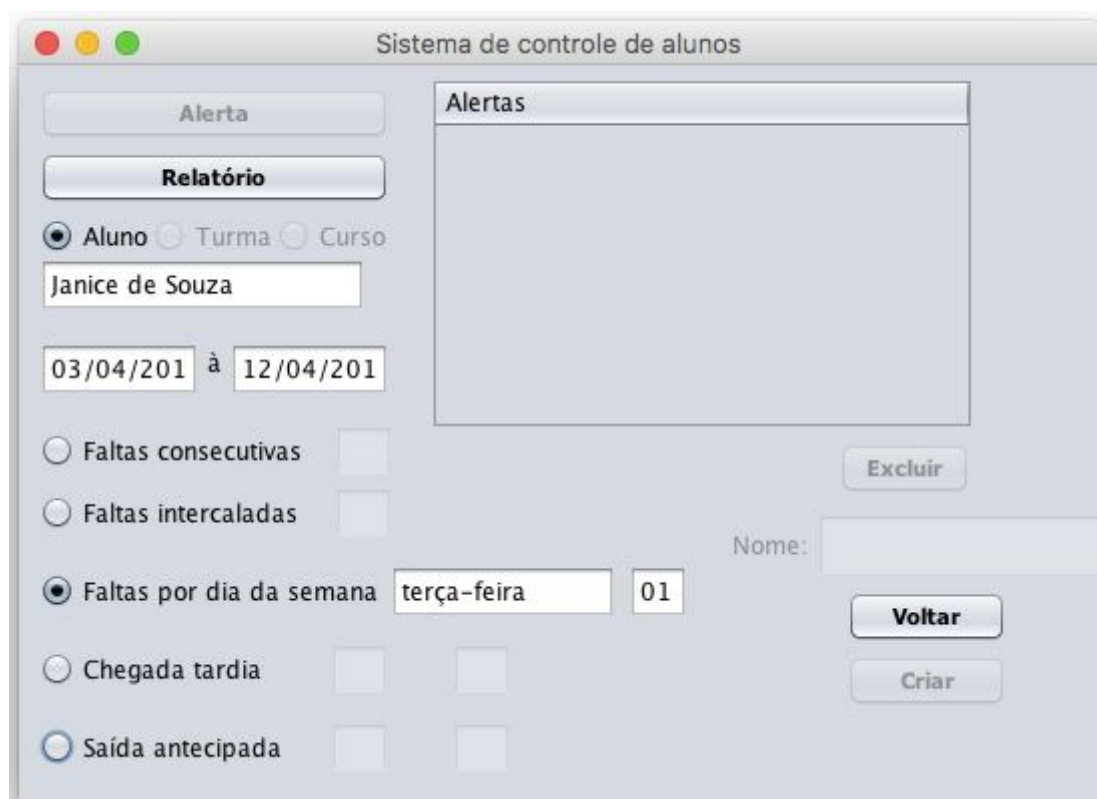 Sistema de controle de alunos
Alerta
Alertas
Relatório
Aluno Turma Curso
Janice de Souza
03/04/201 à 12/04/201
Faltas consecutivas
Excluir
Faltas intercaladas
Nome:
Faltas por dia da semana terça-feira 01
Voltar
Chegada tardia
Criar
Saída antecipada